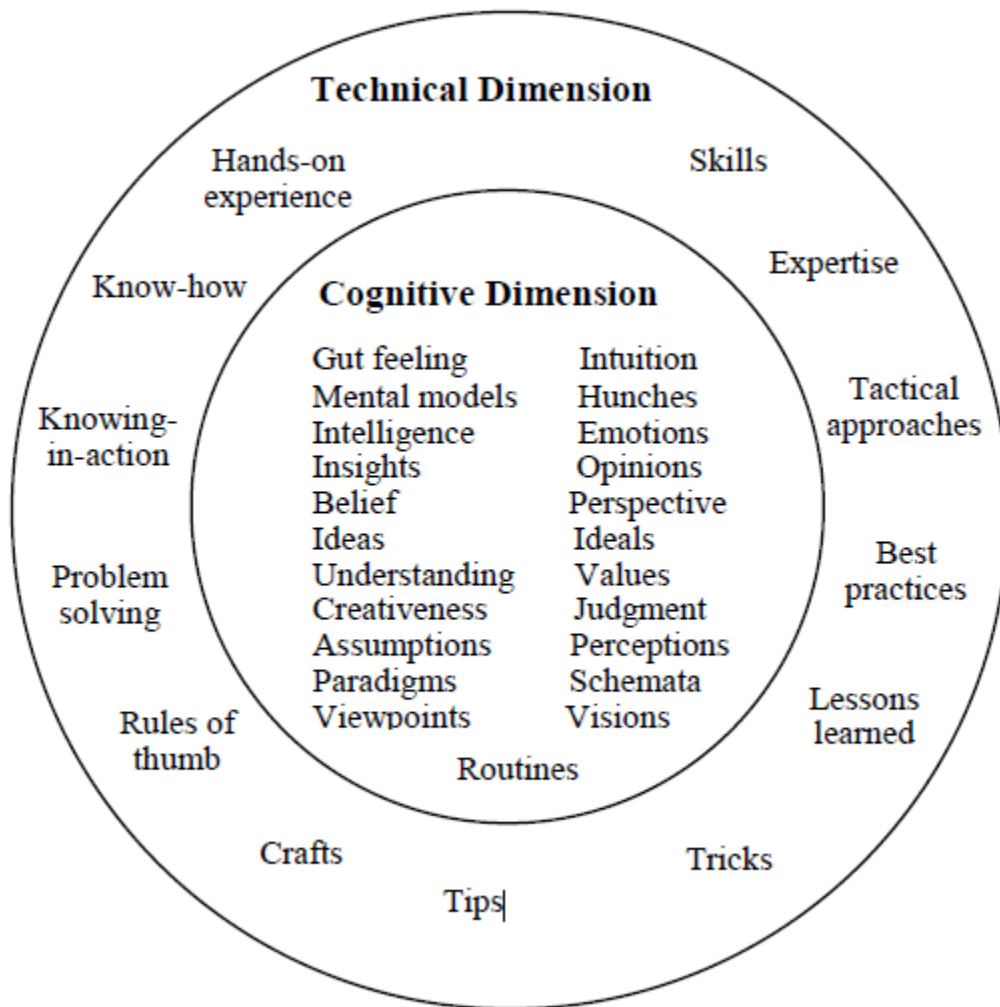 Technical Dimension
Hands-on
experience
Skills
Know-how
Expertise
Cognitive Dimension
Gut feeling Intuition
Mental models Hunches
Intelligence Emotions
Insights Opinions
Belief Perspective
Ideas Ideals
Understanding Values
Creativeness Judgment
Assumptions Perceptions
Paradigms Schemata
Viewpoints Visions
Routines
Tactical
approaches
Knowing-
in-action
Best
practices
Problem
solving
Lessons
learned
Rules of
thumb
Crafts
Tricks
Tips